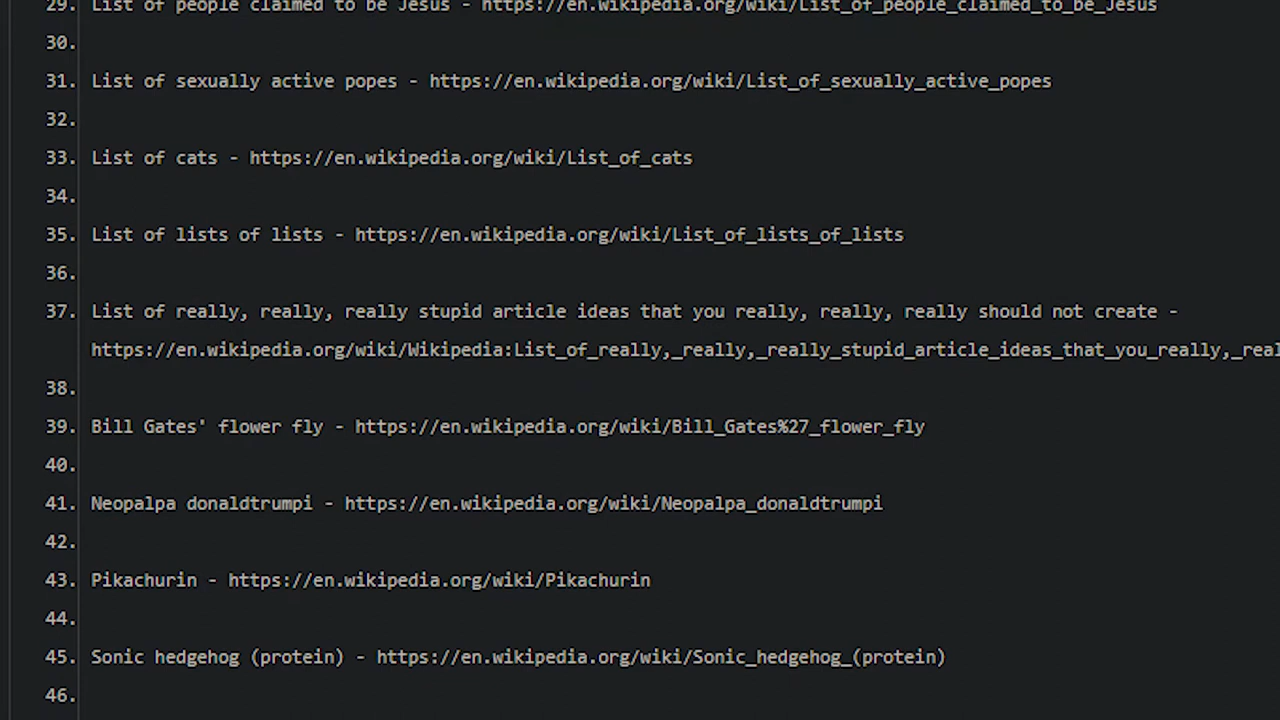 29. List of people claimed to be Jesus - https://en.wikipedia.org/wiki/List_of_people_claimed_to_be_Jesus
30.
31. List of sexually active popes - https://en.wikipedia.org/wiki/List_of_sexually_active_popes
32.
33. List of cats - https://en.wikipedia.org/wiki/List_of_cats
34.
35. List of lists of lists - https://en.wikipedia.org/wiki/List_of_lists_of_lists
36.
37. List of really, really, really stupid article ideas that you really, really, really should not create -
https://en.wikipedia.org/wiki/Wikipedia:List_of_really,_really,_really_stupid_article_ideas_that_you_really,_real
38.
39. Bill Gates' flower fly - https://en.wikipedia.org/wiki/Bill_Gates%27_flower_fly
40.
41. Neopalpa donaldtrumpi - https://en.wikipedia.org/wiki/Neopalpa_donaldtrumpi
42.
43. Pikachurin - https://en.wikipedia.org/wiki/Pikachurin
44.
45. Sonic hedgehog (protein) - https://en.wikipedia.org/wiki/Sonic_hedgehog_(protein)
46.